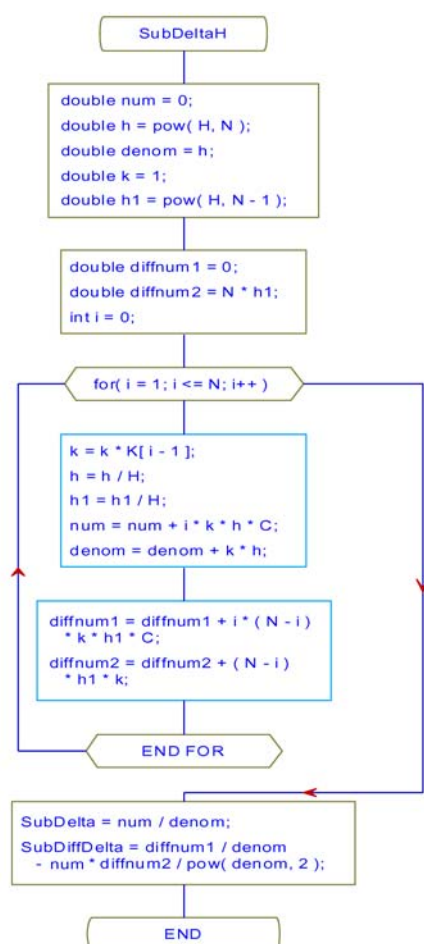 SubDeltaH
double num = 0;
double h = pow( H, N );
double denom = h;
double k = 1;
double h1 = pow( H, N - 1 );
double diffnum1 = 0;
double diffnum2 = N * h1;
int i = 0;
for( i = 1; i <= N; i++ )
k = k * K[ i - 1 ];
h = h / H;
h1 = h1 / H;
num = num + i * k * h * C;
denom = denom + k * h;
diffnum1 = diffnum1 + i * ( N - i )
* k * h1 * C;
diffnum2 = diffnum2 + ( N - i )
* h1 * k;
END FOR
SubDelta = num / denom;
SubDiffDelta = diffnum1 / denom
- num * diffnum2 / pow( denom, 2 );
END